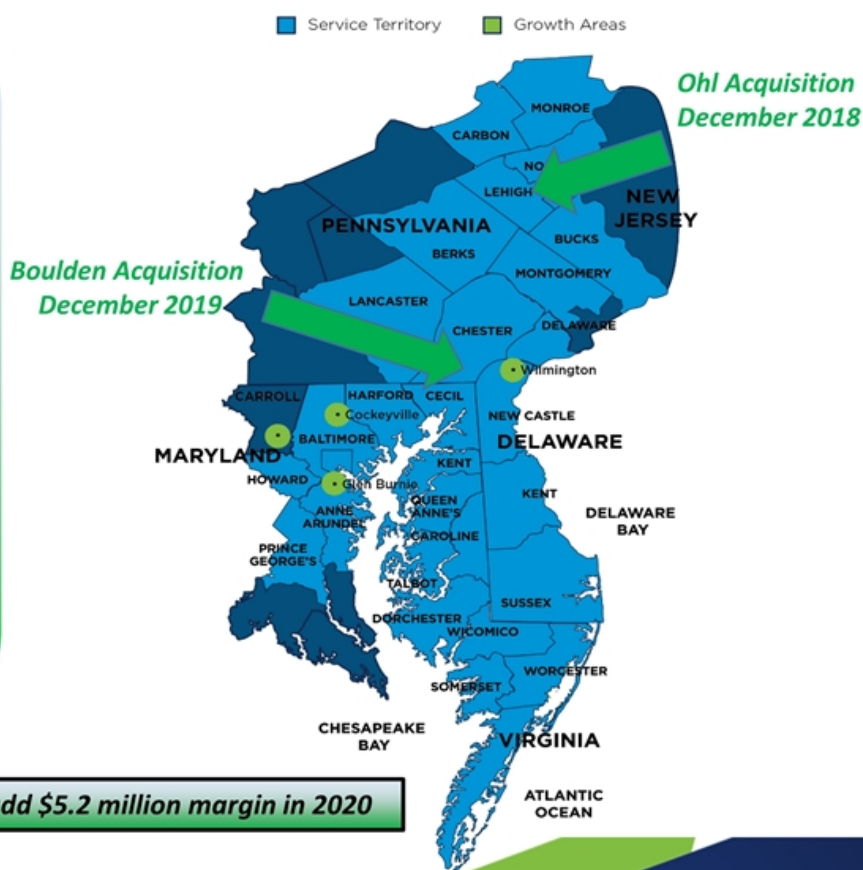 Service Territory
Growth Areas
Ohl Acquisition
December 2018
MONROE
CARBON
NO
LEHIGH
NEW
JERSEY
PENNSYLVANIA
BUCKS
BERKS
MONTGOMERY
Boulden Acquisition
December 2019
LANCASTER
CHESTER
DELAWARE
Wilmington
CARROLL
HARFORD
CECIL
Cockeyville
NEW CASTLE
BALTIMORE
DELAWARE
MARYLAND
KENT
HOWARD
Glen Burnie
KENT
QUEEN
ANNE'S
ANNE
ARUNDEL
DELAWARE
BAY
CAROLINE
PRINCE
GEORGE'S
TALBOT
SUSSEX
DORCHESTER
WICOMICO
WORCESTER
SOMERSET
CHESAPEAKE
BAY
VIRGINIA
ATLANTIC
OCEAN
dd $5.2 million margin in 2020